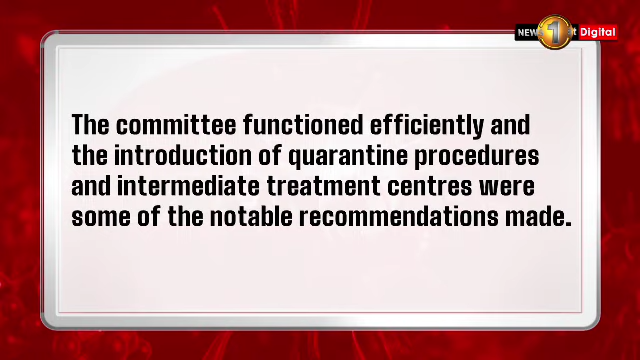 NEWS 1st Digital
The committee functioned efficiently and
the introduction of quarantine procedures
and intermediate treatment centres were
some of the notable recommendations made.